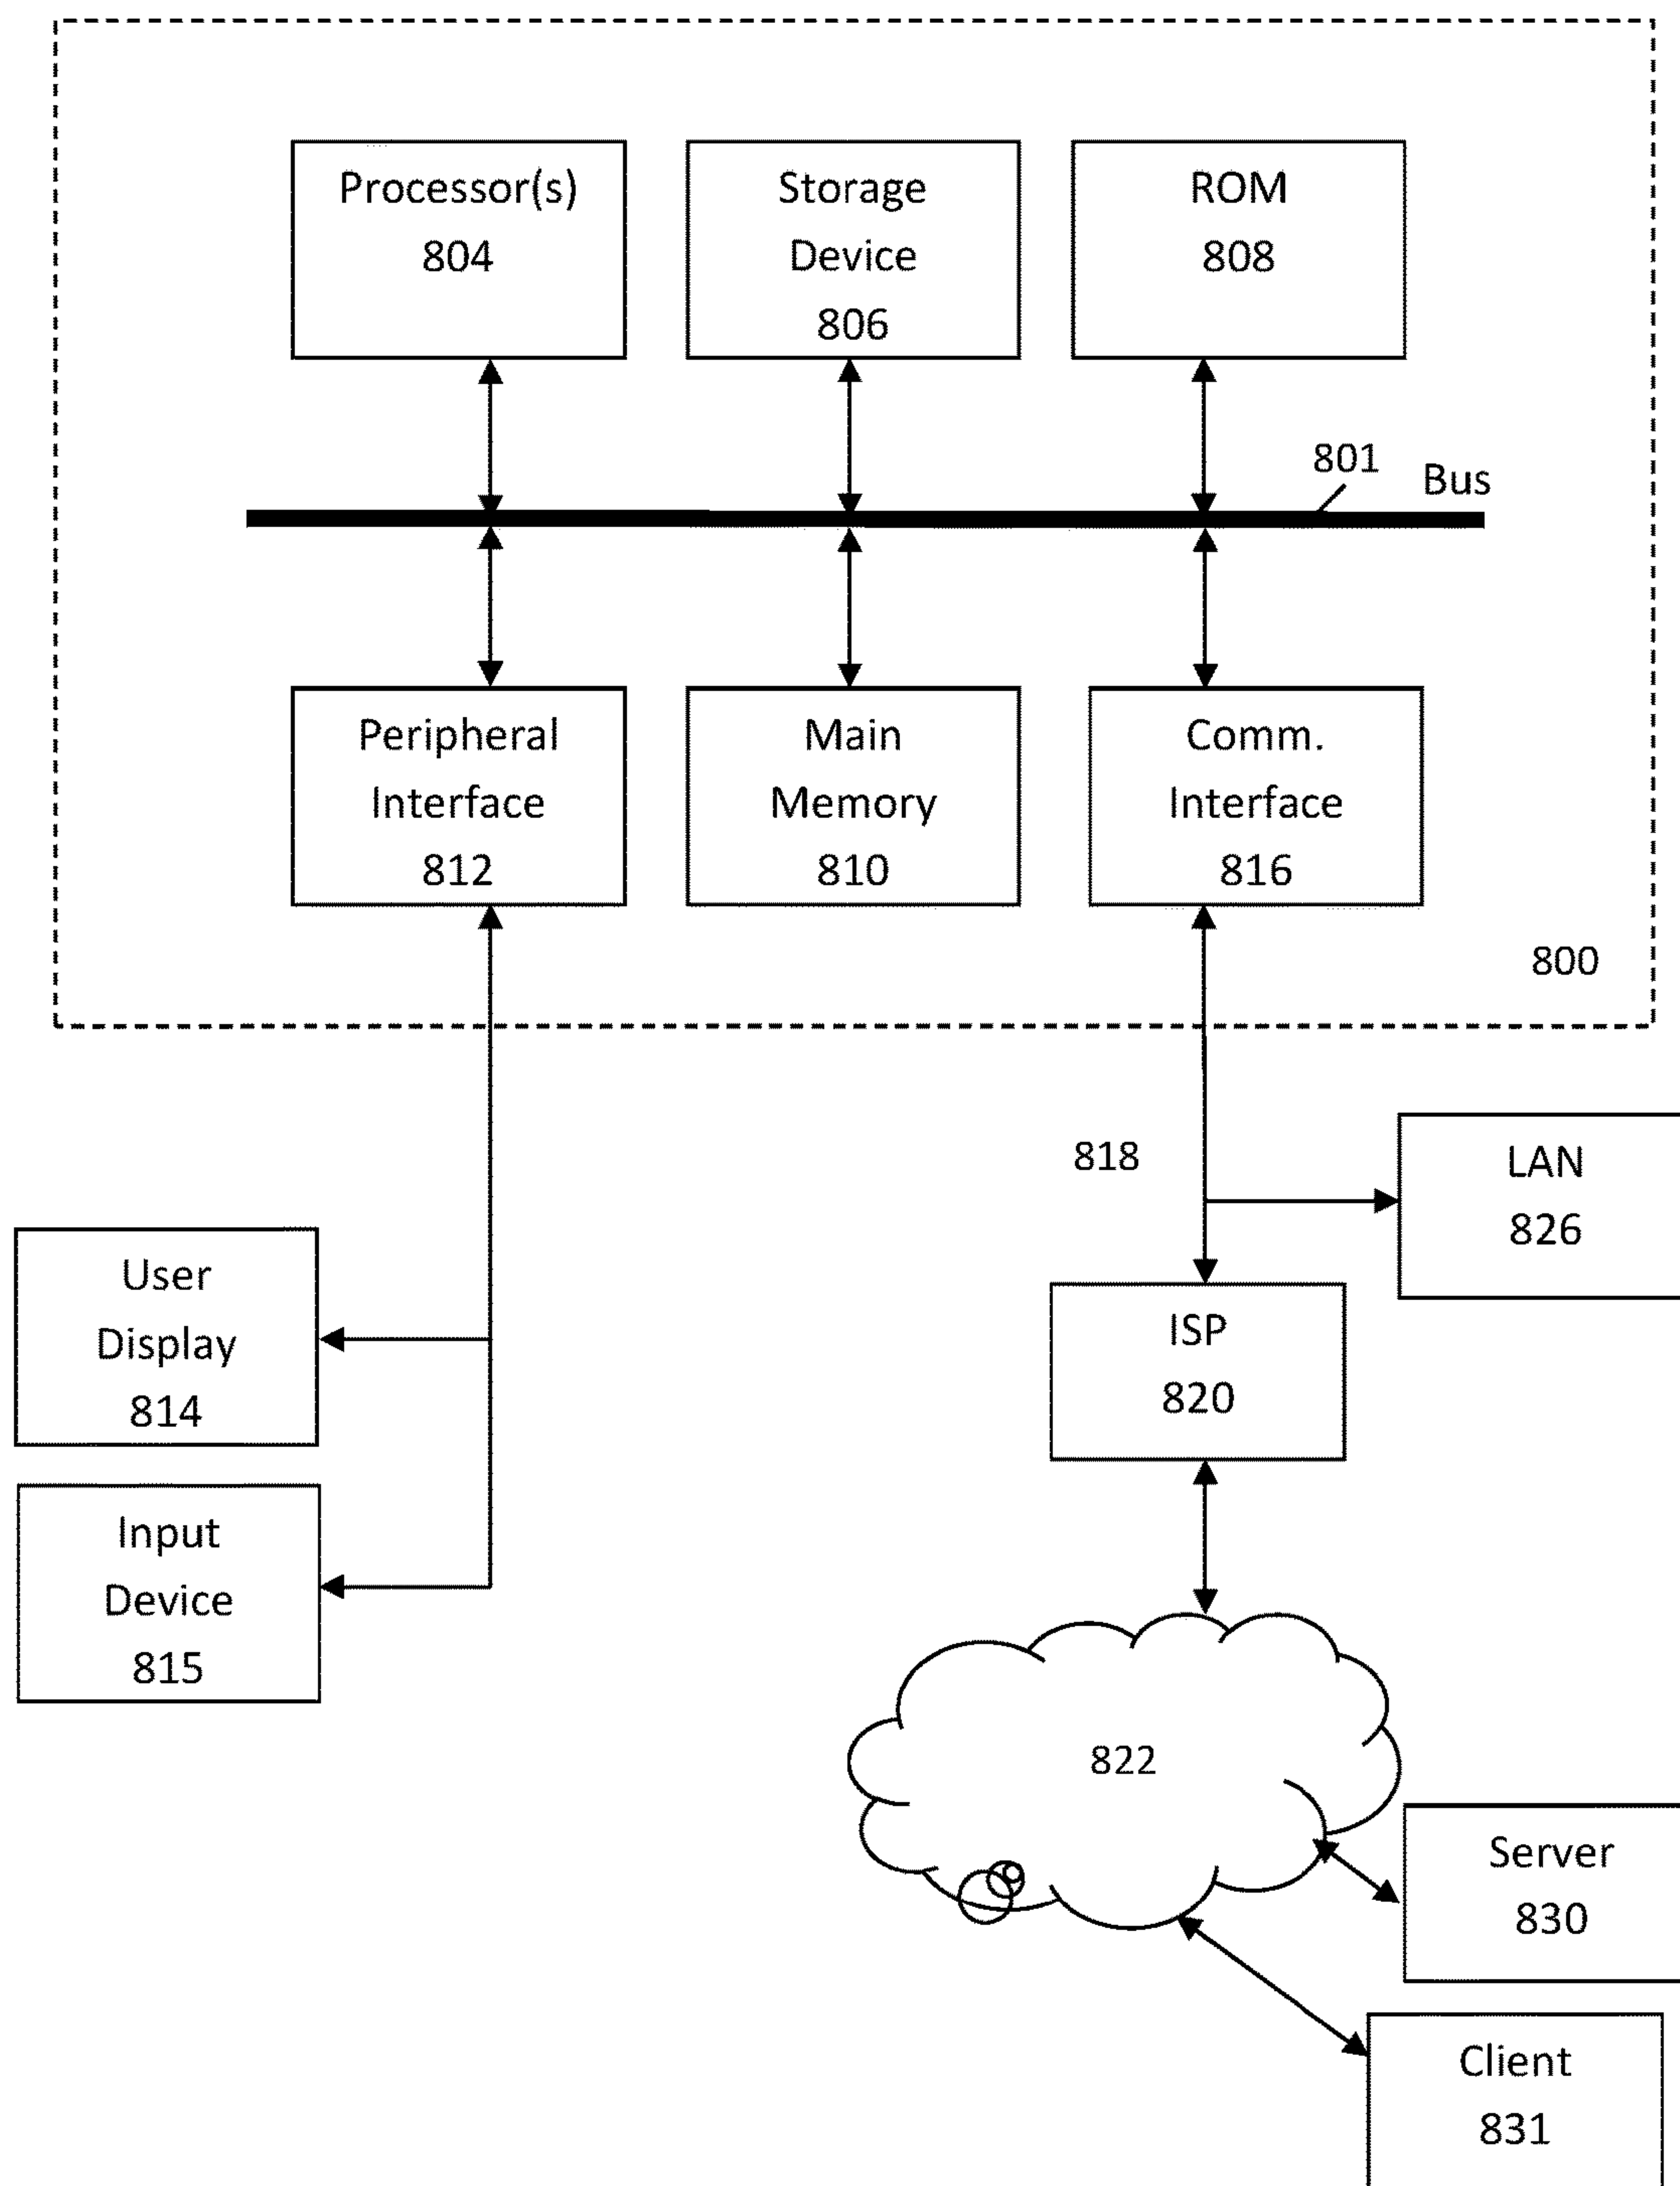 Processor(s)
804
Storage
Device
806
ROM
808
801
Bus
Peripheral
Interface
812
Main
Memory
810
Comm.
Interface
816
800
818
LAN
826
User
Display
814
ISP
820
Input
Device
815
822
Server
830
Client
831